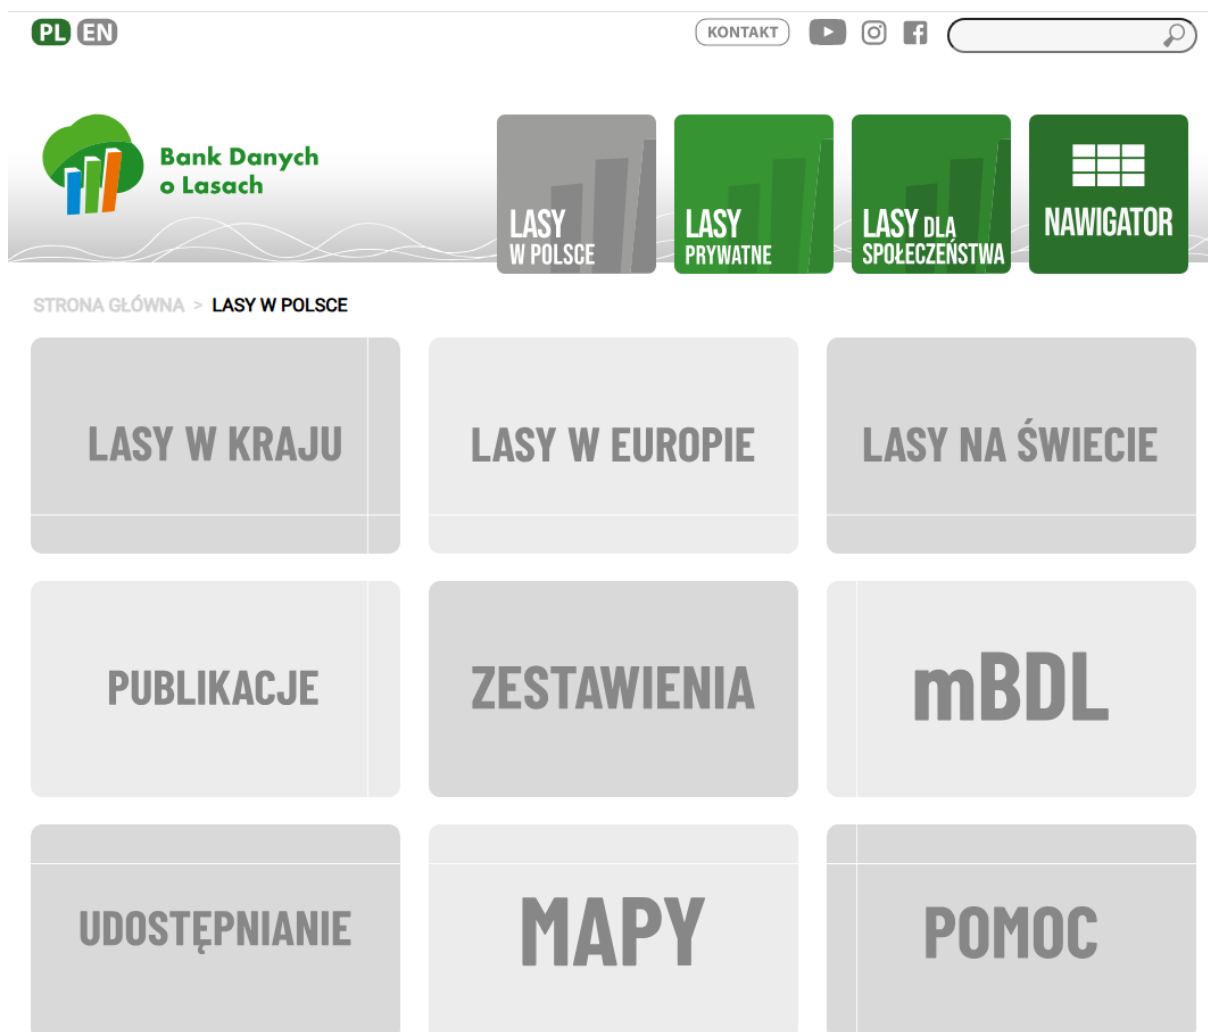 PL EN
KONTAKT
Bank Danych
o Lasach
LASY
W POLSCE
LASY
PRYWATNE
LASY DLA
SPOŁECZEŃSTWA
NAWIGATOR
STRONA GŁÓWNA > LASY W POLSCE
LASY W KRAJU
LASY W EUROPIE
LASY NA ŚWIECIE
PUBLIKACJE
ZESTAWIENIA
mBDL
UDOSTĘPNIANIE
MAPY
POMOC